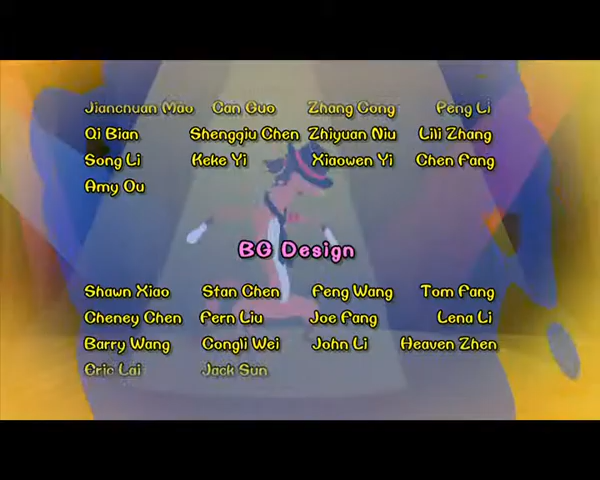 Jianchuan Mao Can Guo Zhang Cong Peng Li
Qi Bian Shengqiu Chen Zhiyuan Niu Lili Zhang
Song Li Keke Yi Xiaowen Yi Chen Fang
Amy Ou
BG Design
Shawn Xiao Stan Chen Feng Wang Tom Fang
Cheney Chen Fern Liu Joe Fang Lena Li
Barry Wang Congli Wei John Li Heaven Zhen
Eric Lai Jack Sun